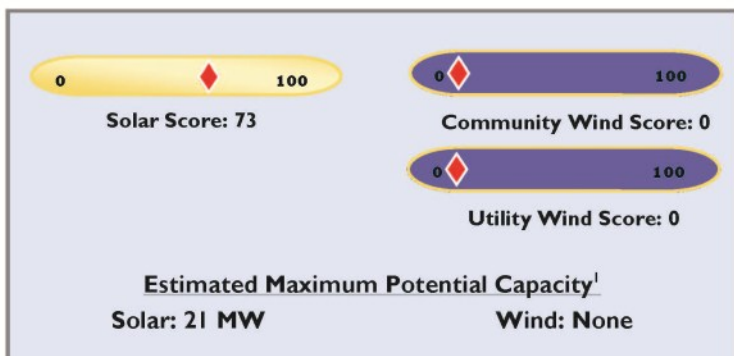 0 100
Solar Score: 73
0 100
Community Wind Score: 0
0 100
Utility Wind Score: 0
Estimated Maximum Potential Capacity¹
Solar: 21 MW
Wind: None